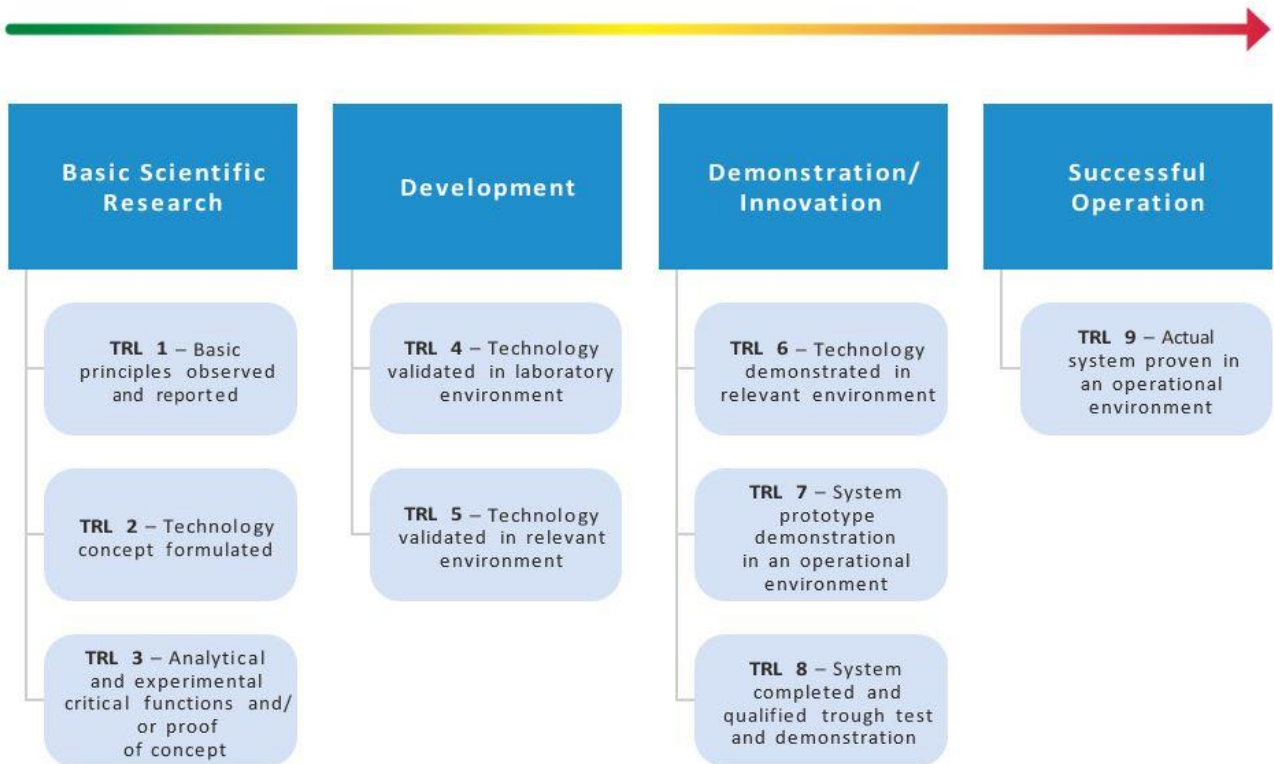 Basic Scientific
Research
TRL 1 – Basic
principles observed
and reported
TRL 2 – Technology
concept formulated
TRL 3 – Analytical
and experimental
critical functions and/
or proof
of concept
Development
TRL 4 – Technology
validated in laboratory
environment
TRL 5 – Technology
validated in relevant
environment
Demonstration/
Innovation
TRL 6 – Technology
demonstrated in
relevant environment
TRL 7 – System
prototype
demonstration
in an operational
environment
TRL 8 – System
completed and
qualified trough test
and demonstration
Successful
Operation
TRL 9 – Actual
system proven in
an operational
environment